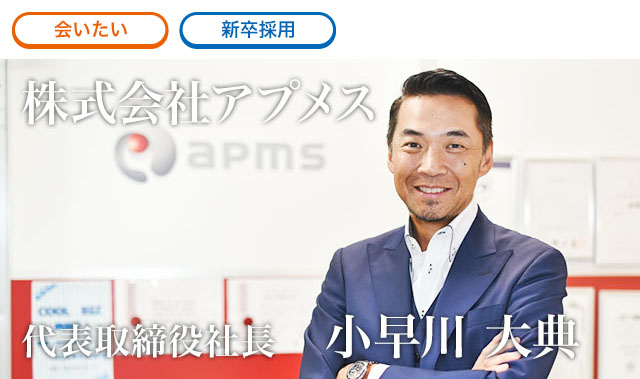 会いたい
新卒採用
株式会社アプメス
apms
COOL BIZ
代表取締役社長 小早川 大典